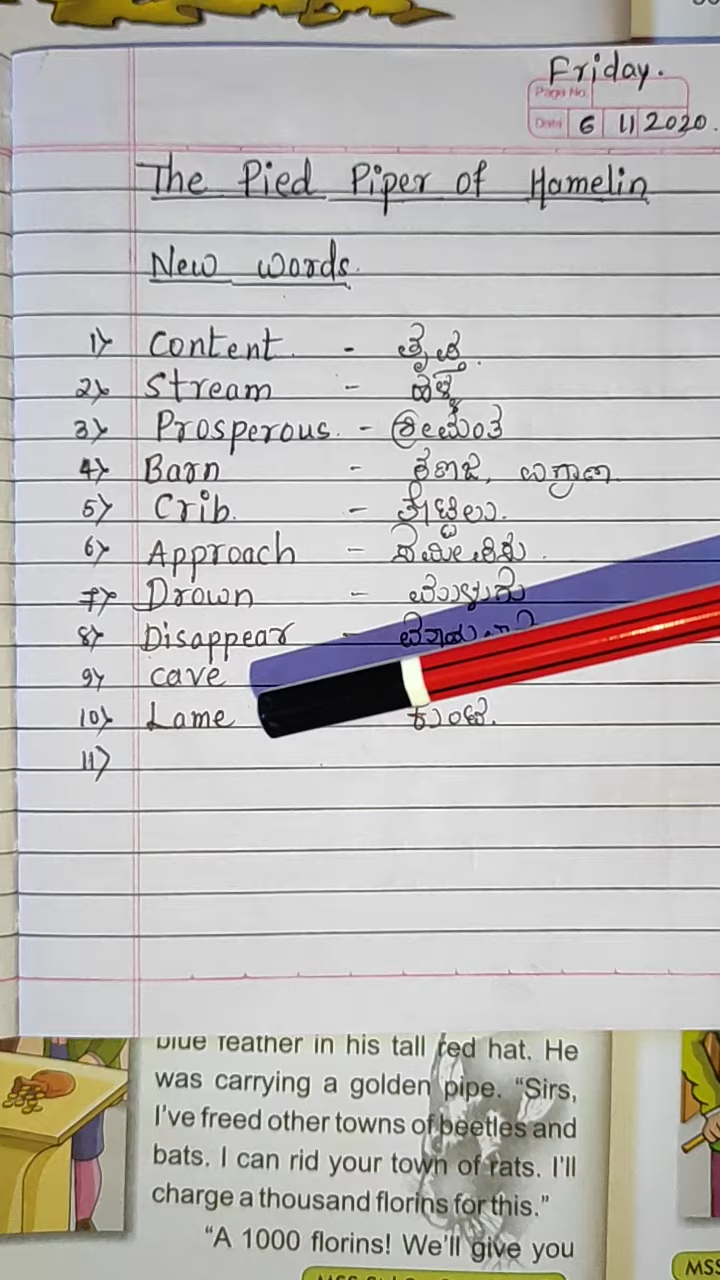 Friday.
Page No.
Date 6 11 2020.
The Pied Piper of Hamelin
New words.
1) Content - ತೃಪ್ತ.
2) Stream - ಹಳ್ಳ
3) Prosperous - ಶ್ರೀಮಂತ
4) Barn - ಕಣಜ,
5) Crib - ತೊಟ್ಟಿಲು.
6) Approach - ಸಮೀಪಿಸು.
7) Drown - ಮುಳುಗು
8) Disappear -
9) Cave
10) Lame ಕುಂಟ.
11)
blue feather in his tall red hat. He
was carrying a golden pipe. “Sirs,
I’ve freed other towns of beetles and
bats. I can rid your town of rats. I’ll
charge a thousand florins for this.”
“A 1000 florins! We’ll give you
MSS